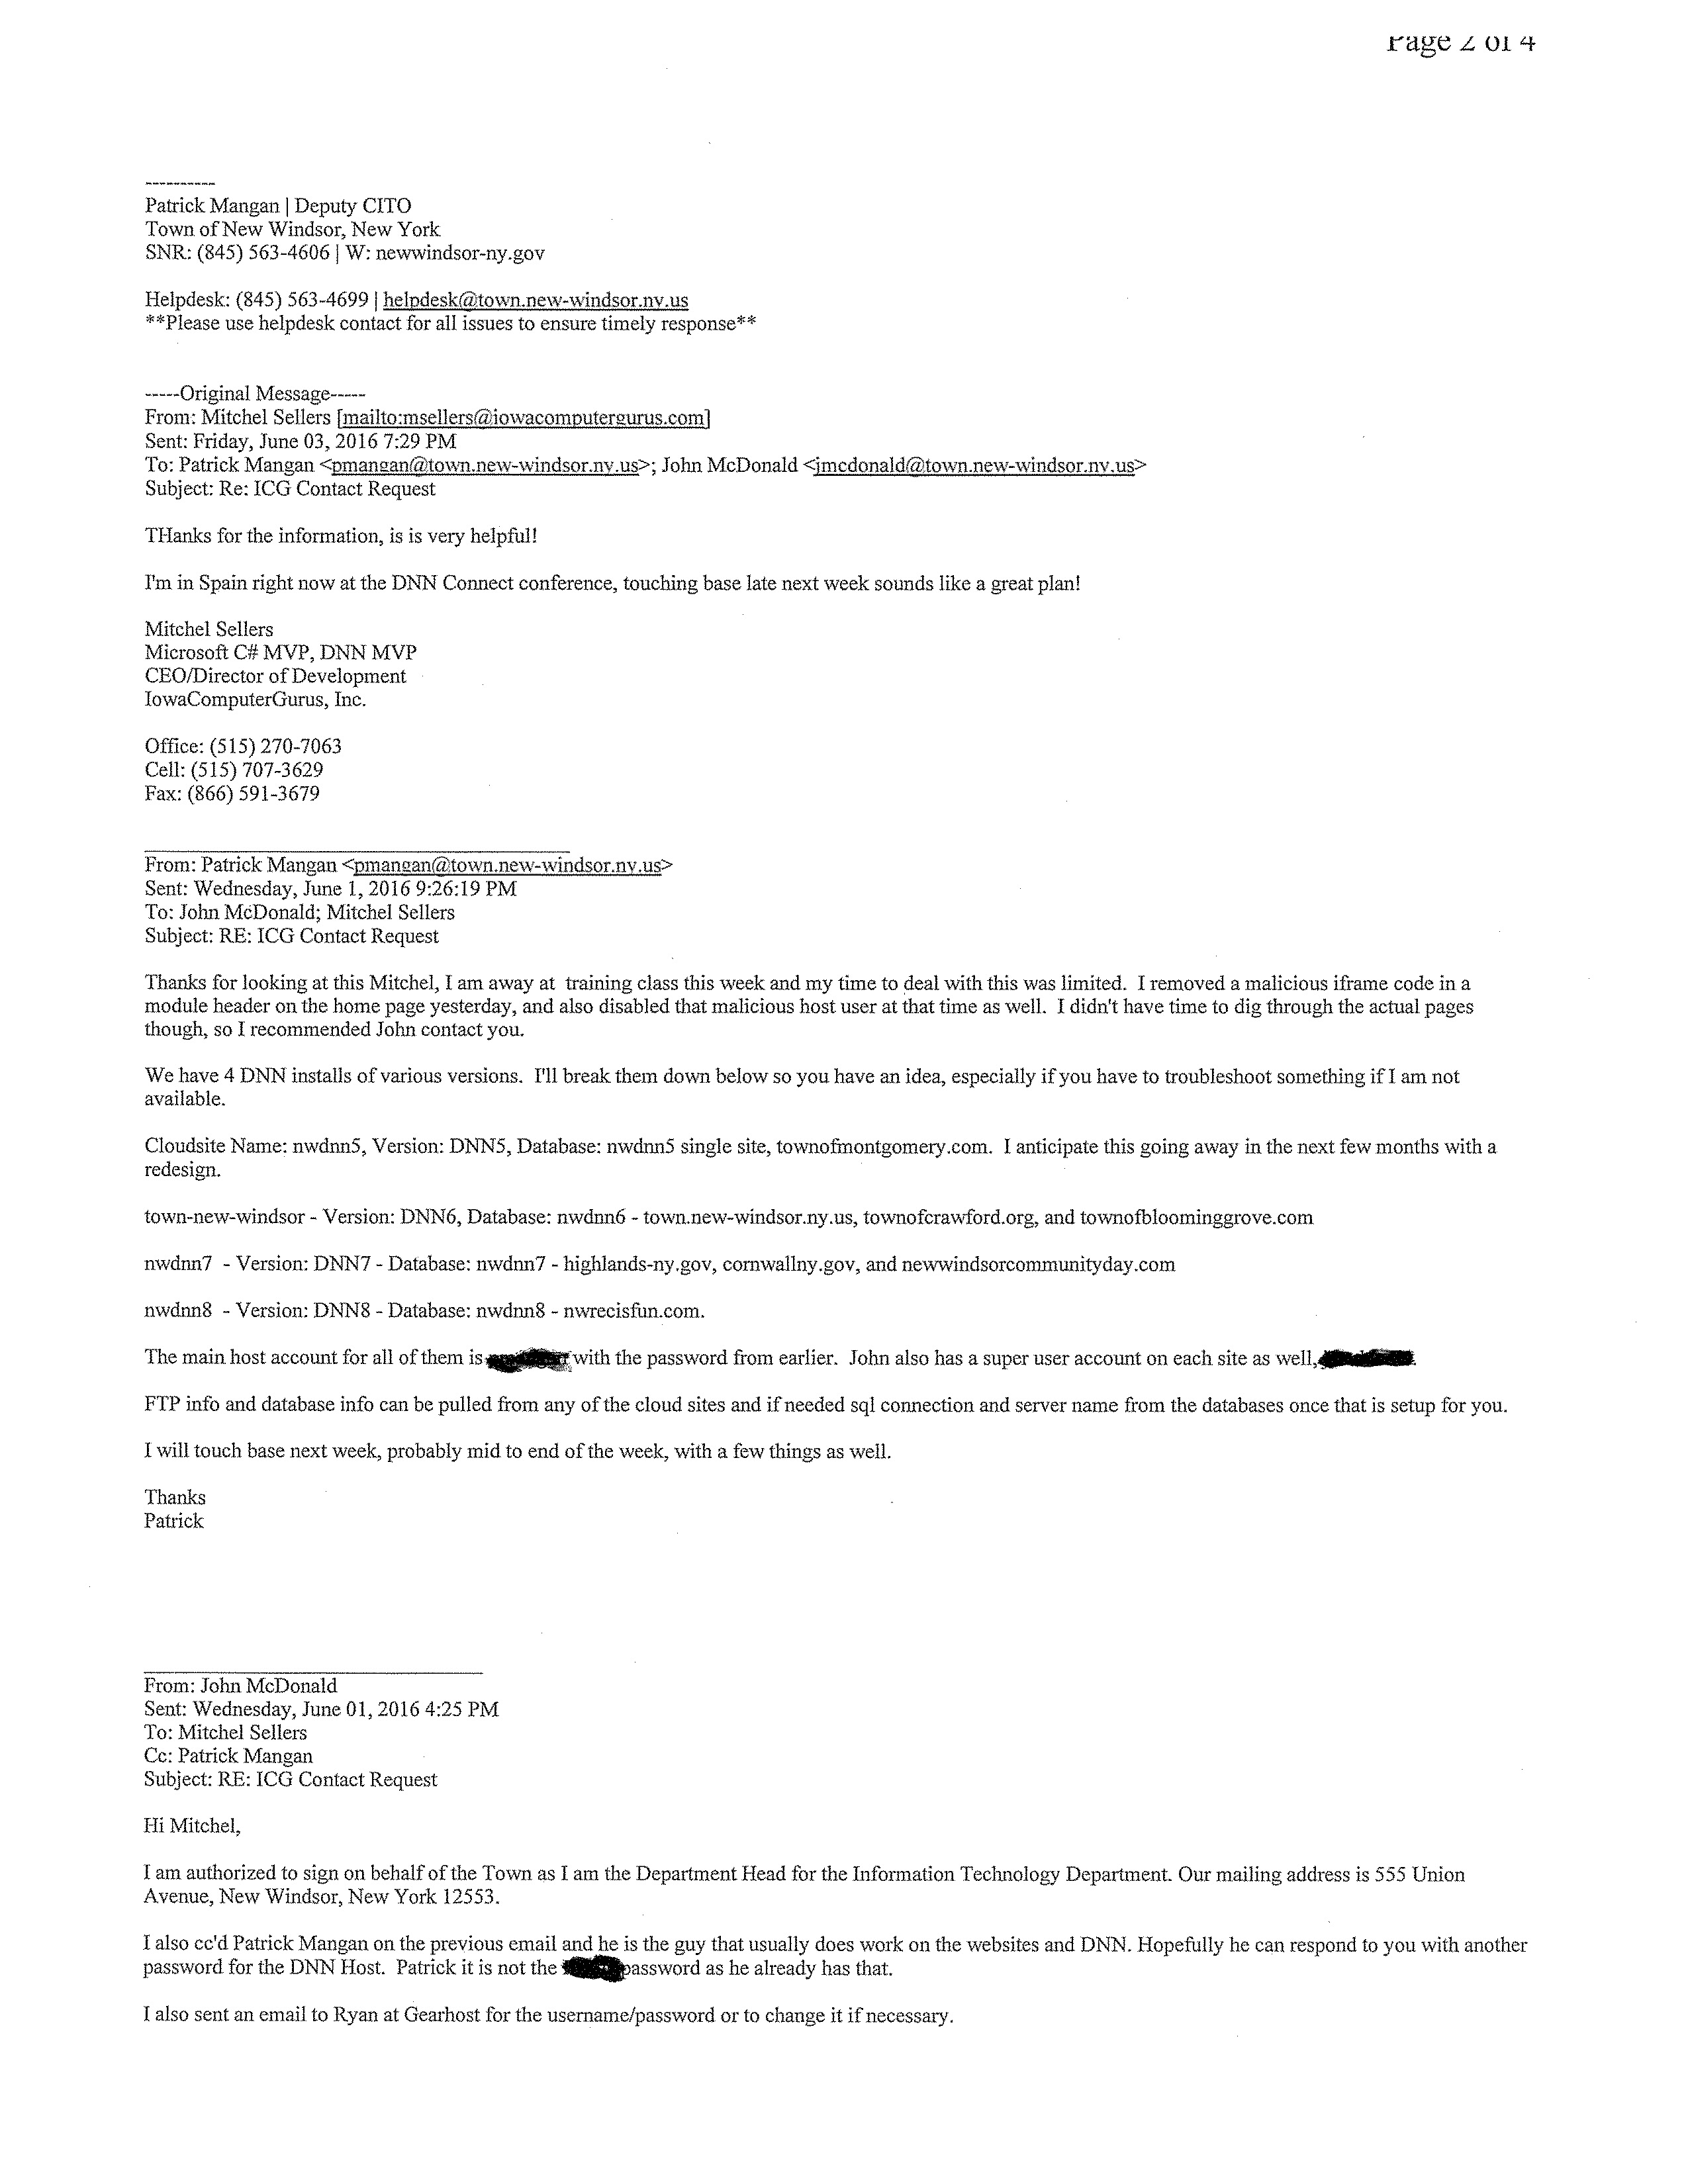 Page 2 of 4
----------
Patrick Mangan | Deputy CITO
Town of New Windsor, New York
SNR: (845) 563-4606 | W: newwindsor-ny.gov
Helpdesk: (845) 563-4699 | helpdesk@town.new-windsor.ny.us
**Please use helpdesk contact for all issues to ensure timely response**
-----Original Message-----
From: Mitchel Sellers [mailto:msellers@iowacomputergurus.com]
Sent: Friday, June 03, 2016 7:29 PM
To: Patrick Mangan <pmangan@town.new-windsor.ny.us>; John McDonald <jmcdonald@town.new-windsor.ny.us>
Subject: Re: ICG Contact Request
THanks for the information, is is very helpful!
I'm in Spain right now at the DNN Connect conference, touching base late next week sounds like a great plan!
Mitchel Sellers
Microsoft C# MVP, DNN MVP
CEO/Director of Development
IowaComputerGurus, Inc.
Office: (515) 270-7063
Cell: (515) 707-3629
Fax: (866) 591-3679
From: Patrick Mangan <pmangan@town.new-windsor.ny.us>
Sent: Wednesday, June 1, 2016 9:26:19 PM
To: John McDonald; Mitchel Sellers
Subject: RE: ICG Contact Request
Thanks for looking at this Mitchel, I am away at  training class this week and my time to deal with this was limited.  I removed a malicious iframe code in a
module header on the home page yesterday, and also disabled that malicious host user at that time as well.  I didn't have time to dig through the actual pages
though, so I recommended John contact you.
We have 4 DNN installs of various versions.  I'll break them down below so you have an idea, especially if you have to troubleshoot something if I am not
available.
Cloudsite Name: nwdnn5, Version: DNN5, Database: nwdnn5 single site, townofmontgomery.com.  I anticipate this going away in the next few months with a
redesign.
town-new-windsor - Version: DNN6, Database: nwdnn6 - town.new-windsor.ny.us, townofcrawford.org, and townofbloominggrove.com
nwdnn7  - Version: DNN7 - Database: nwdnn7 - highlands-ny.gov, cornwallny.gov, and newwindsorcommunityday.com
nwdnn8  - Version: DNN8 - Database: nwdnn8 - nwrecisfun.com.
The main host account for all of them is with the password from earlier.  John also has a super user account on each site as well,
FTP info and database info can be pulled from any of the cloud sites and if needed sql connection and server name from the databases once that is setup for you.
I will touch base next week, probably mid to end of the week, with a few things as well.
Thanks
Patrick
From: John McDonald
Sent: Wednesday, June 01, 2016 4:25 PM
To: Mitchel Sellers
Cc: Patrick Mangan
Subject: RE: ICG Contact Request
Hi Mitchel,
I am authorized to sign on behalf of the Town as I am the Department Head for the Information Technology Department. Our mailing address is 555 Union
Avenue, New Windsor, New York 12553.
I also cc'd Patrick Mangan on the previous email and he is the guy that usually does work on the websites and DNN. Hopefully he can respond to you with another
password for the DNN Host.  Patrick it is not the password as he already has that.
I also sent an email to Ryan at Gearhost for the username/password or to change it if necessary.